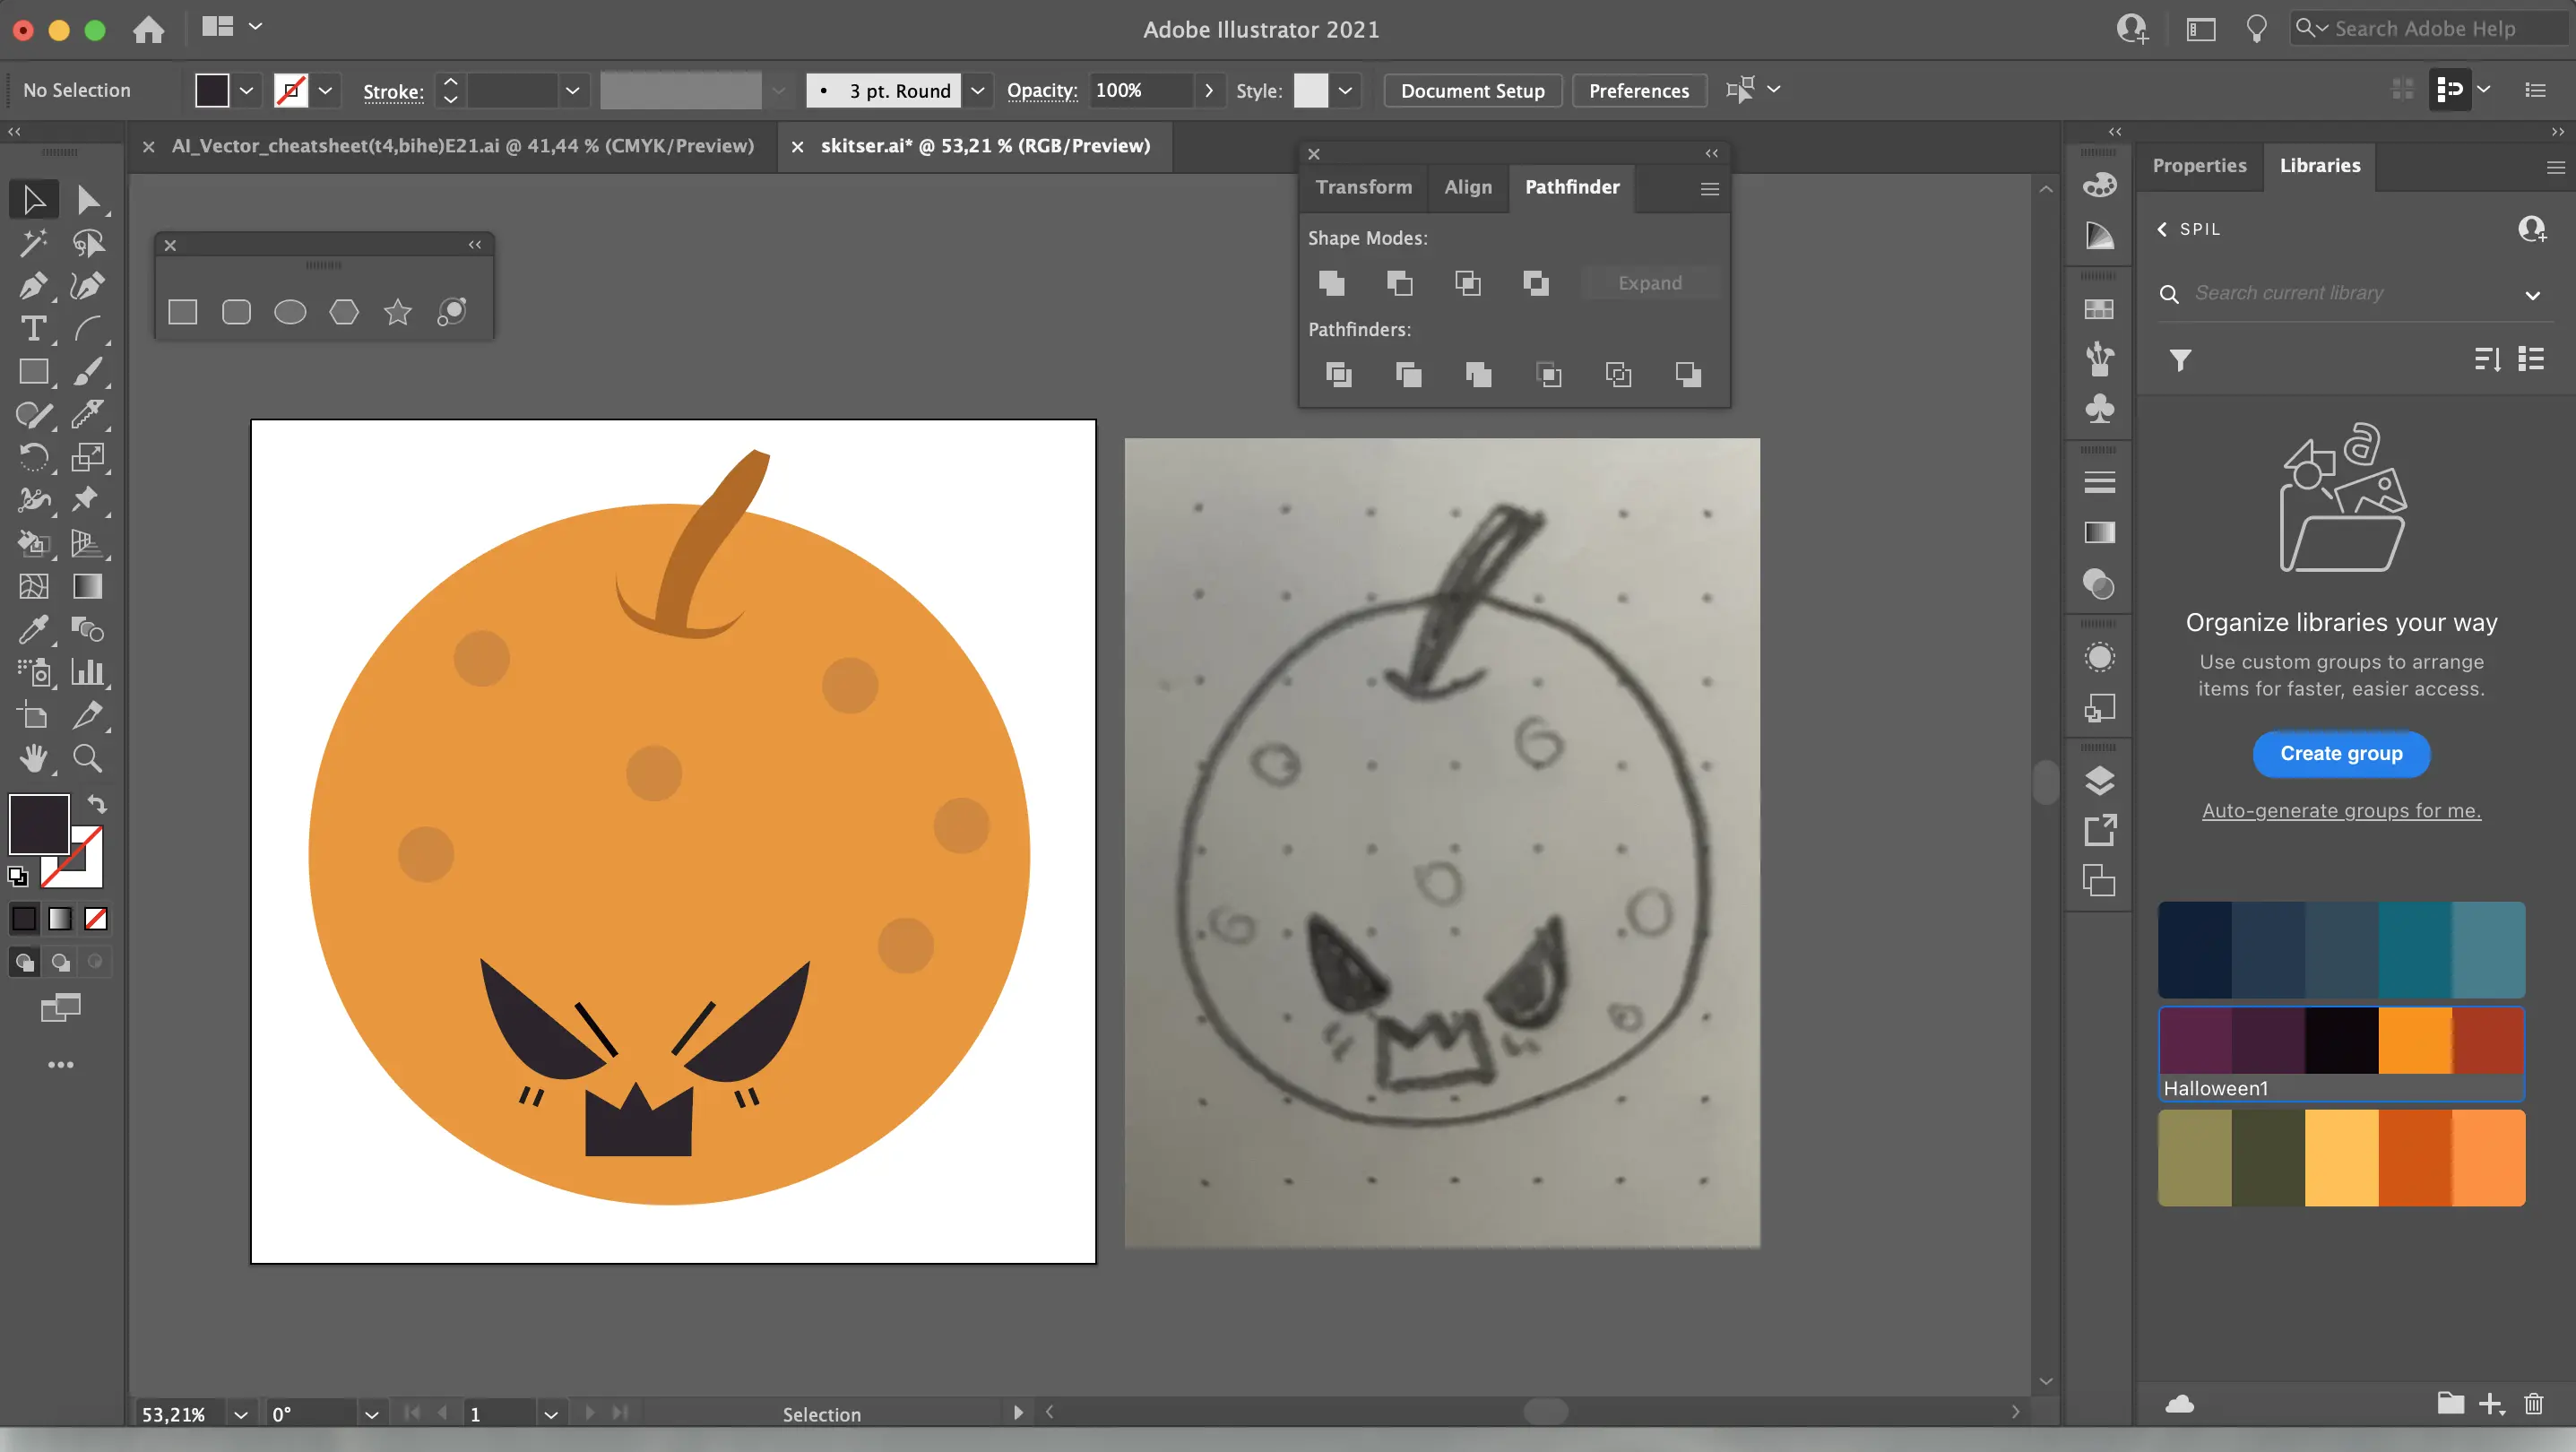 Adobe Illustrator 2021
Search Adobe Help
No Selection
Stroke:
3 pt. Round
Opacity:
100%
Style:
Document Setup
Preferences
AI_Vector_cheatsheet(t4,bihe)E21.ai @ 41,44 % (CMYK/Preview)
skitser.ai* @ 53,21 % (RGB/Preview)
Transform
Align
Pathfinder
Shape Modes:
Expand
Pathfinders:
Properties
Libraries
SPIL
Search current library
Organize libraries your way
Use custom groups to arrange
items for faster, easier access.
Create group
Auto-generate groups for me.
Halloween1
53,21%
0°
1
Selection